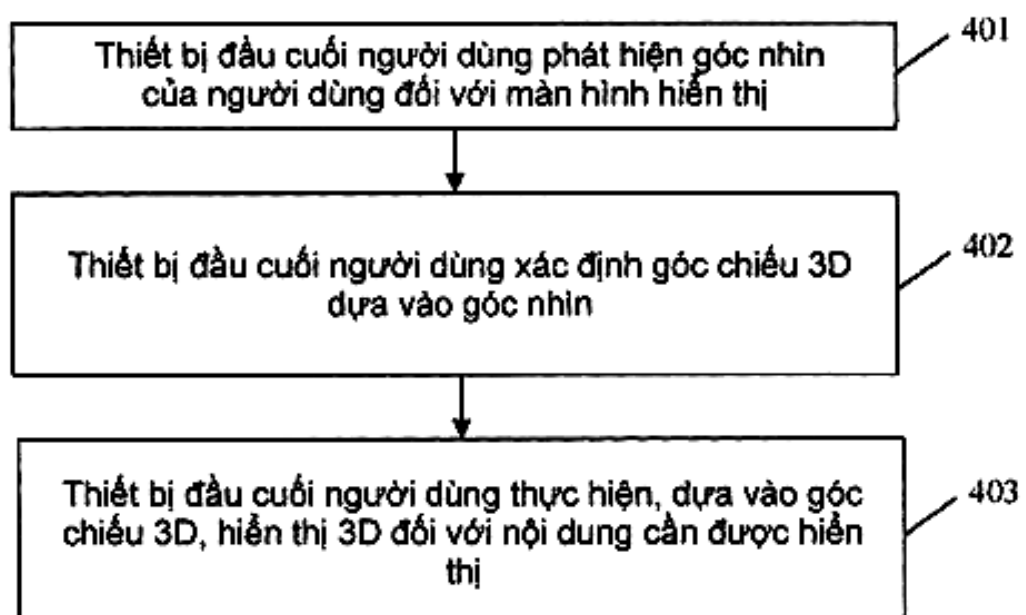 Thiết bị đầu cuối người dùng phát hiện góc nhìn
của người dùng đối với màn hình hiển thị
401
Thiết bị đầu cuối người dùng xác định góc chiếu 3D
dựa vào góc nhìn
402
Thiết bị đầu cuối người dùng thực hiện, dựa vào góc
chiếu 3D, hiển thị 3D đối với nội dung cần được hiển
thị
403